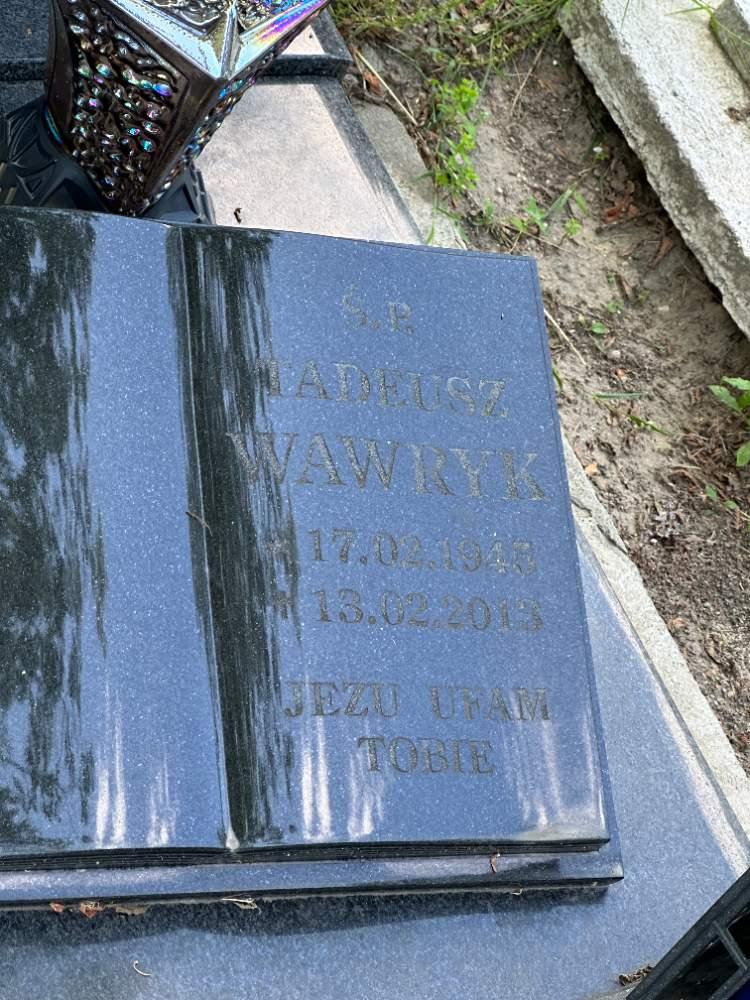 Ś.P.
TADEUSZ
WAWRYK
* 17.02.1945
+ 13.02.2013
JEZU UFAM
TOBIE